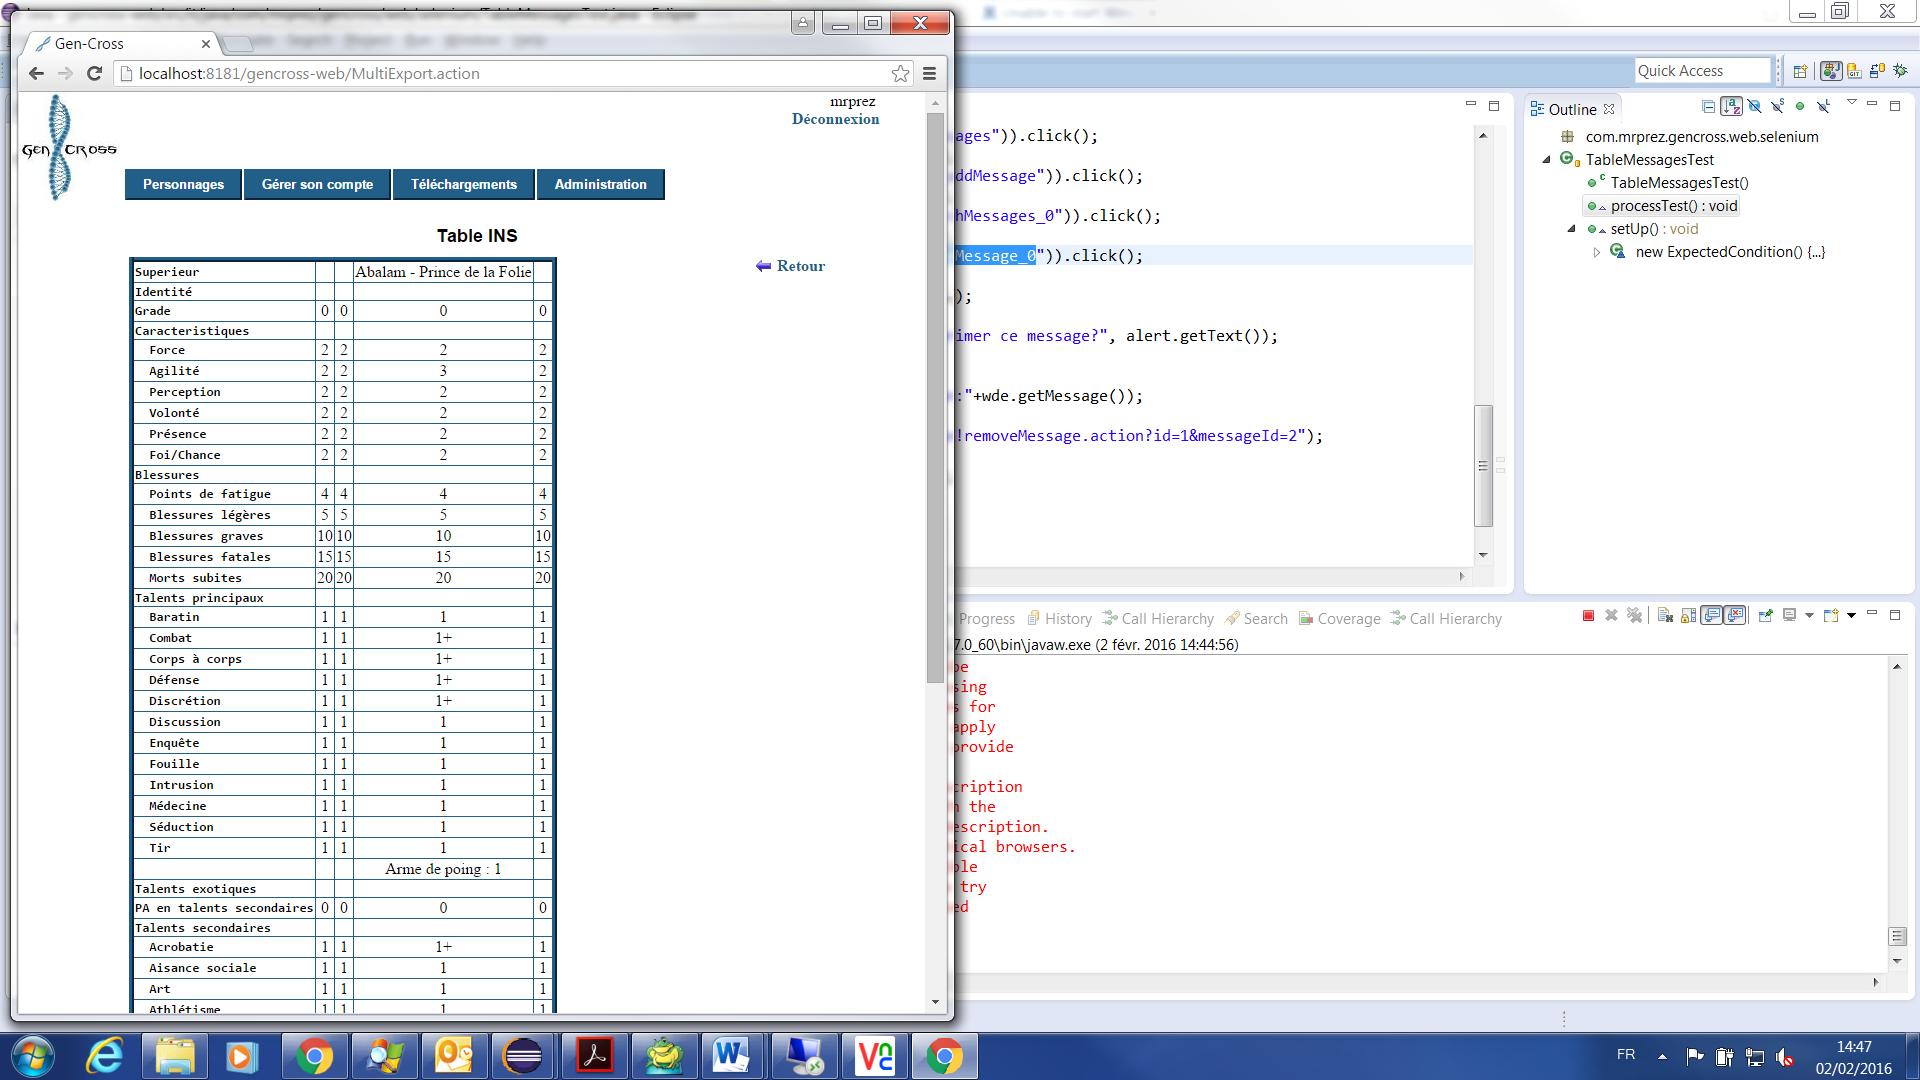 Gen-Cross
localhost:8181/gencross-web/MultiExport.action
mrprez
Déconnexion
Gen Cross
Personnages
Gérer son compte
Téléchargements
Administration
Table INS
Retour
Superieur Abalam - Prince de la Folie
Identité
Grade 0 0 0 0
Caracteristiques
Force 2 2 2 2
Agilité 2 2 3 2
Perception 2 2 2 2
Volonté 2 2 2 2
Présence 2 2 2 2
Foi/Chance 2 2 2 2
Blessures
Points de fatigue 4 4 4 4
Blessures légères 5 5 5 5
Blessures graves 10 10 10 10
Blessures fatales 15 15 15 15
Morts subites 20 20 20 20
Talents principaux
Baratin 1 1 1 1
Combat 1 1 1+ 1
Corps à corps 1 1 1+ 1
Défense 1 1 1+ 1
Discrétion 1 1 1+ 1
Discussion 1 1 1 1
Enquête 1 1 1 1
Fouille 1 1 1 1
Intrusion 1 1 1 1
Médecine 1 1 1 1
Séduction 1 1 1 1
Tir 1 1 1 1
Arme de poing : 1
Talents exotiques
PA en talents secondaires 0 0 0 0
Talents secondaires
Acrobatie 1 1 1+ 1
Aisance sociale 1 1 1 1
Art 1 1 1 1
Athlétisme 1 1 1 1
Quick Access
ages")).click();
ddMessage")).click();
hMessages_0")).click();
Message_0")).click();
);
imer ce message?", alert.getText());
:"+wde.getMessage());
!removeMessage.action?id=1&messageId=2");
Outline
com.mrprez.gencross.web.selenium
TableMessagesTest
TableMessagesTest()
processTest() : void
setUp() : void
new ExpectedCondition() {...}
Progress History Call Hierarchy Search Coverage Call Hierarchy
7.0_60\bin\javaw.exe (2 févr. 2016 14:44:56)
sing
for
apply
provide
cription
the
escription.
ical browsers.
ble
try
ed
FR
14:47
02/02/2016